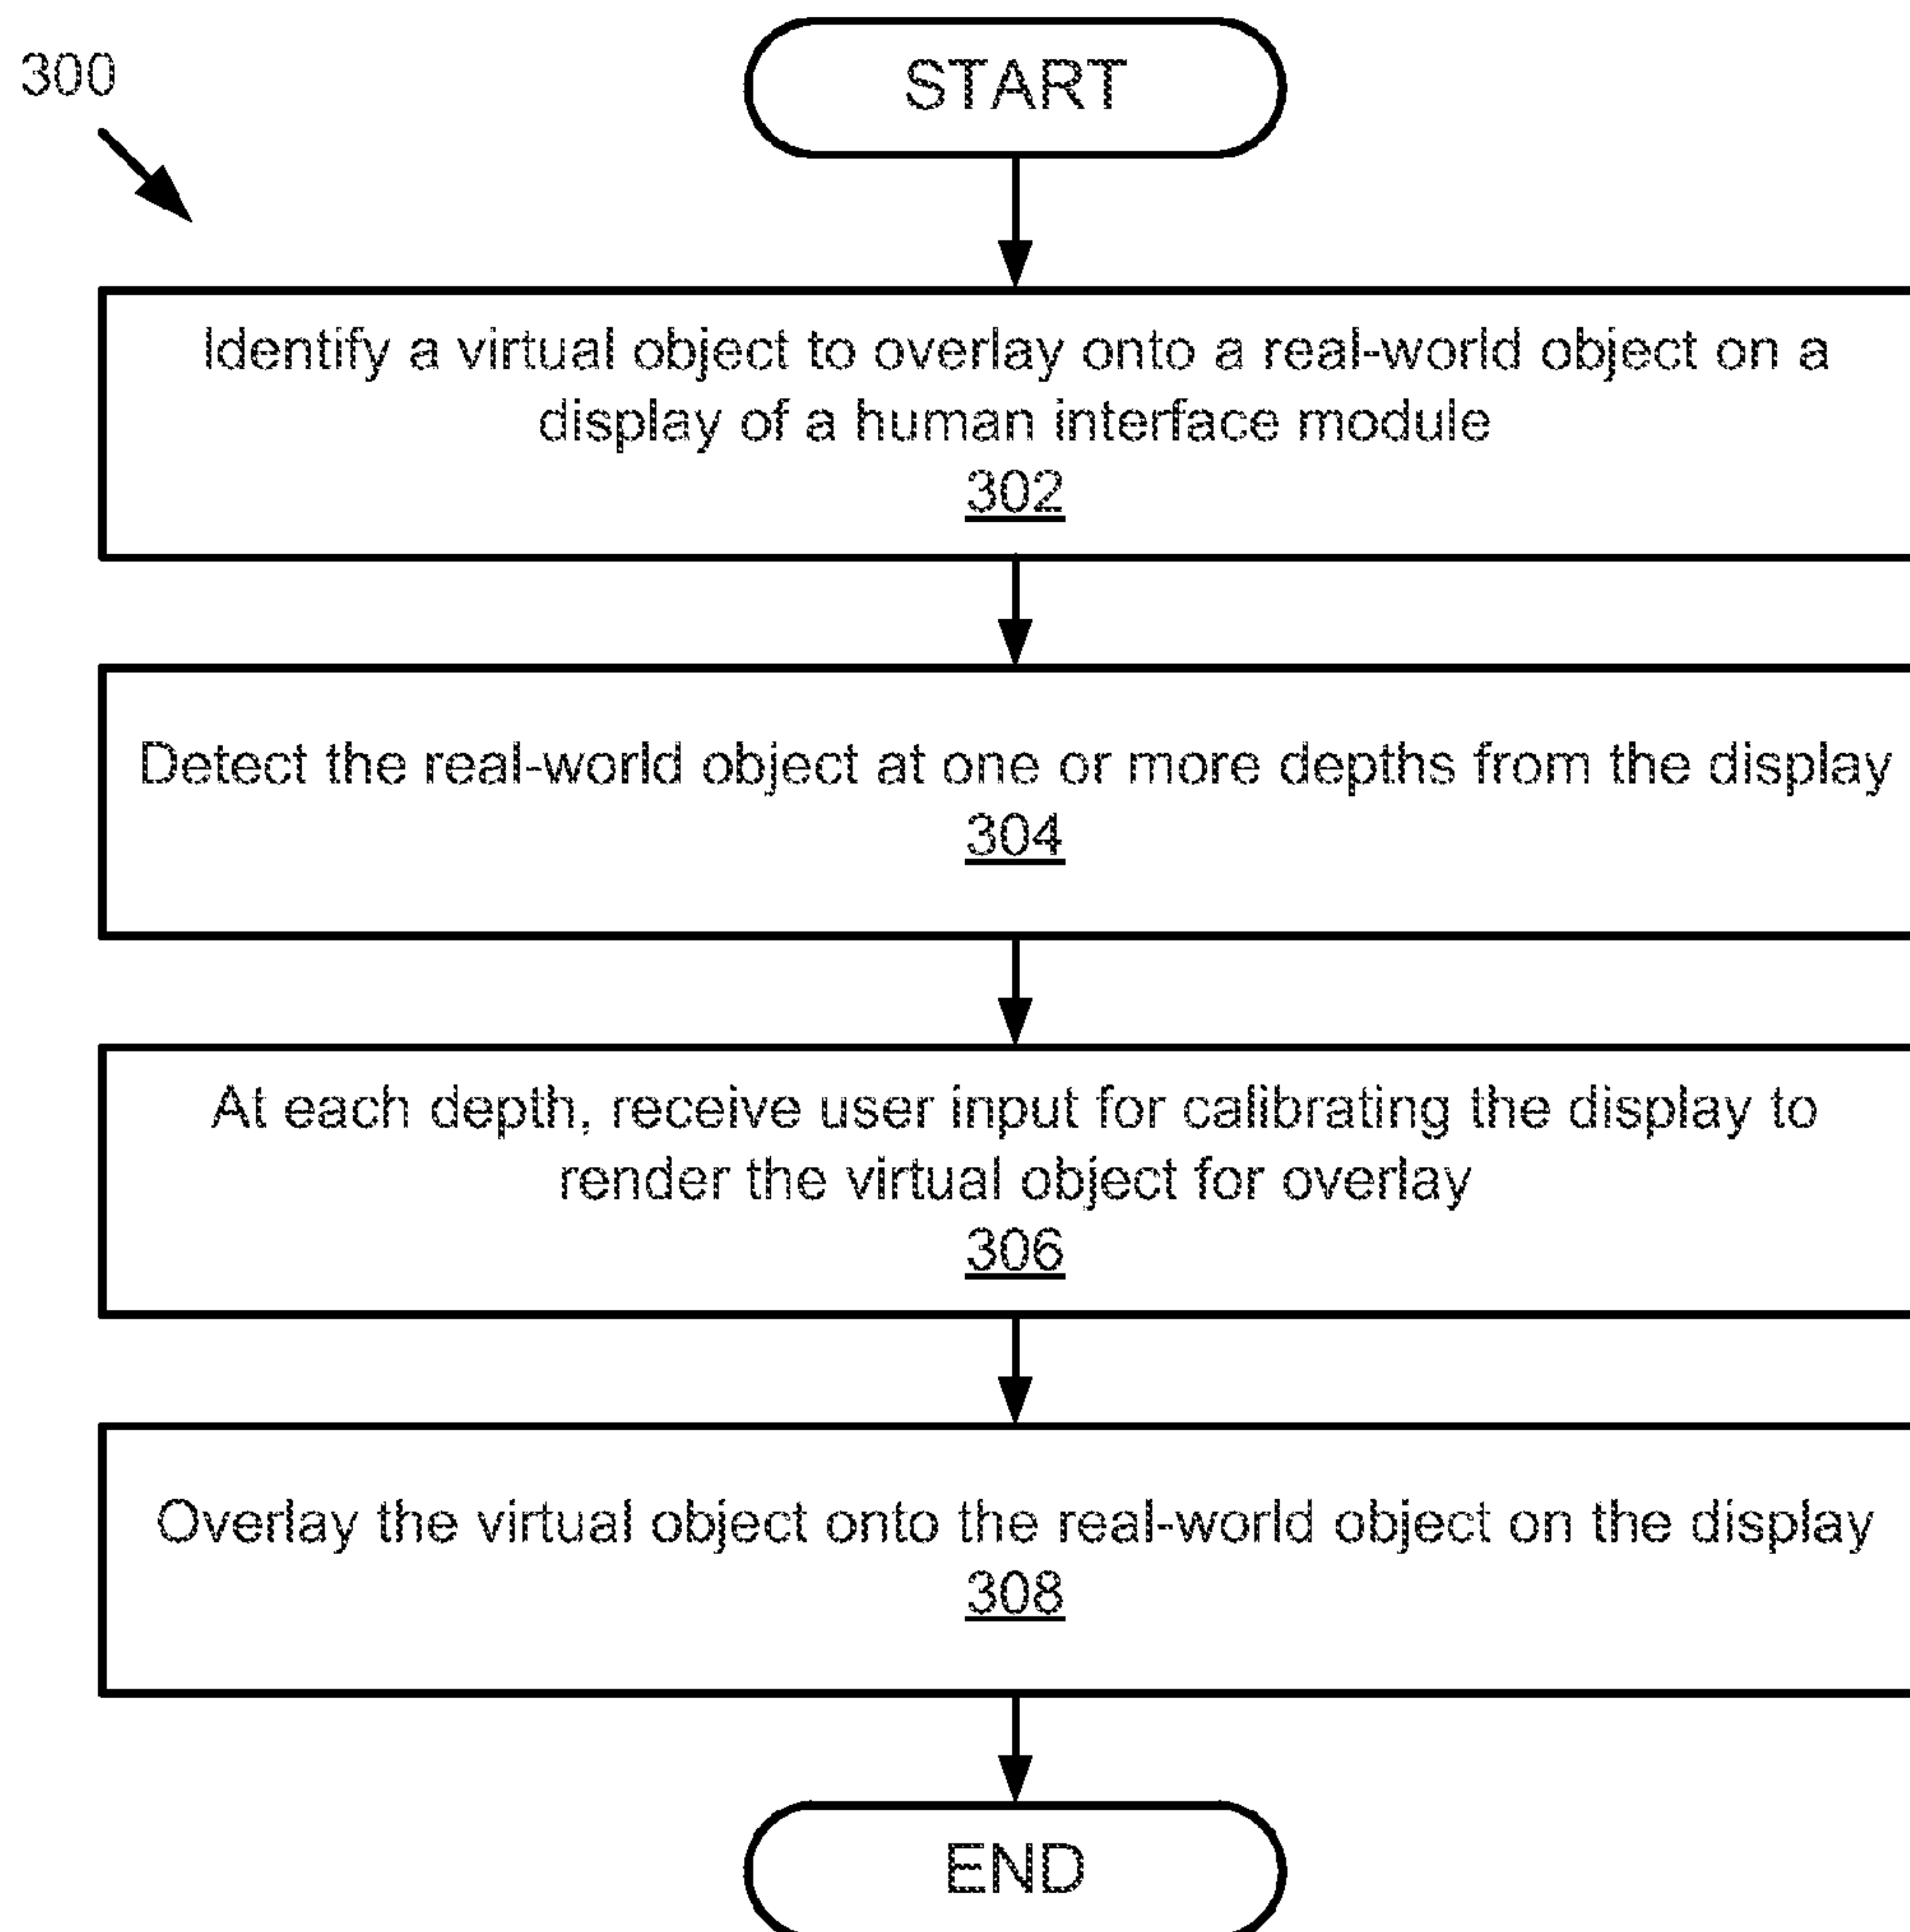 300
START
Identify a virtual object to overlay onto a real-world object on a
display of a human interface module
302
Detect the real-world object at one or more depths from the display
304
At each depth, receive user input for calibrating the display to
render the virtual object for overlay
306
Overlay the virtual object onto the real-world object on the display
308
END